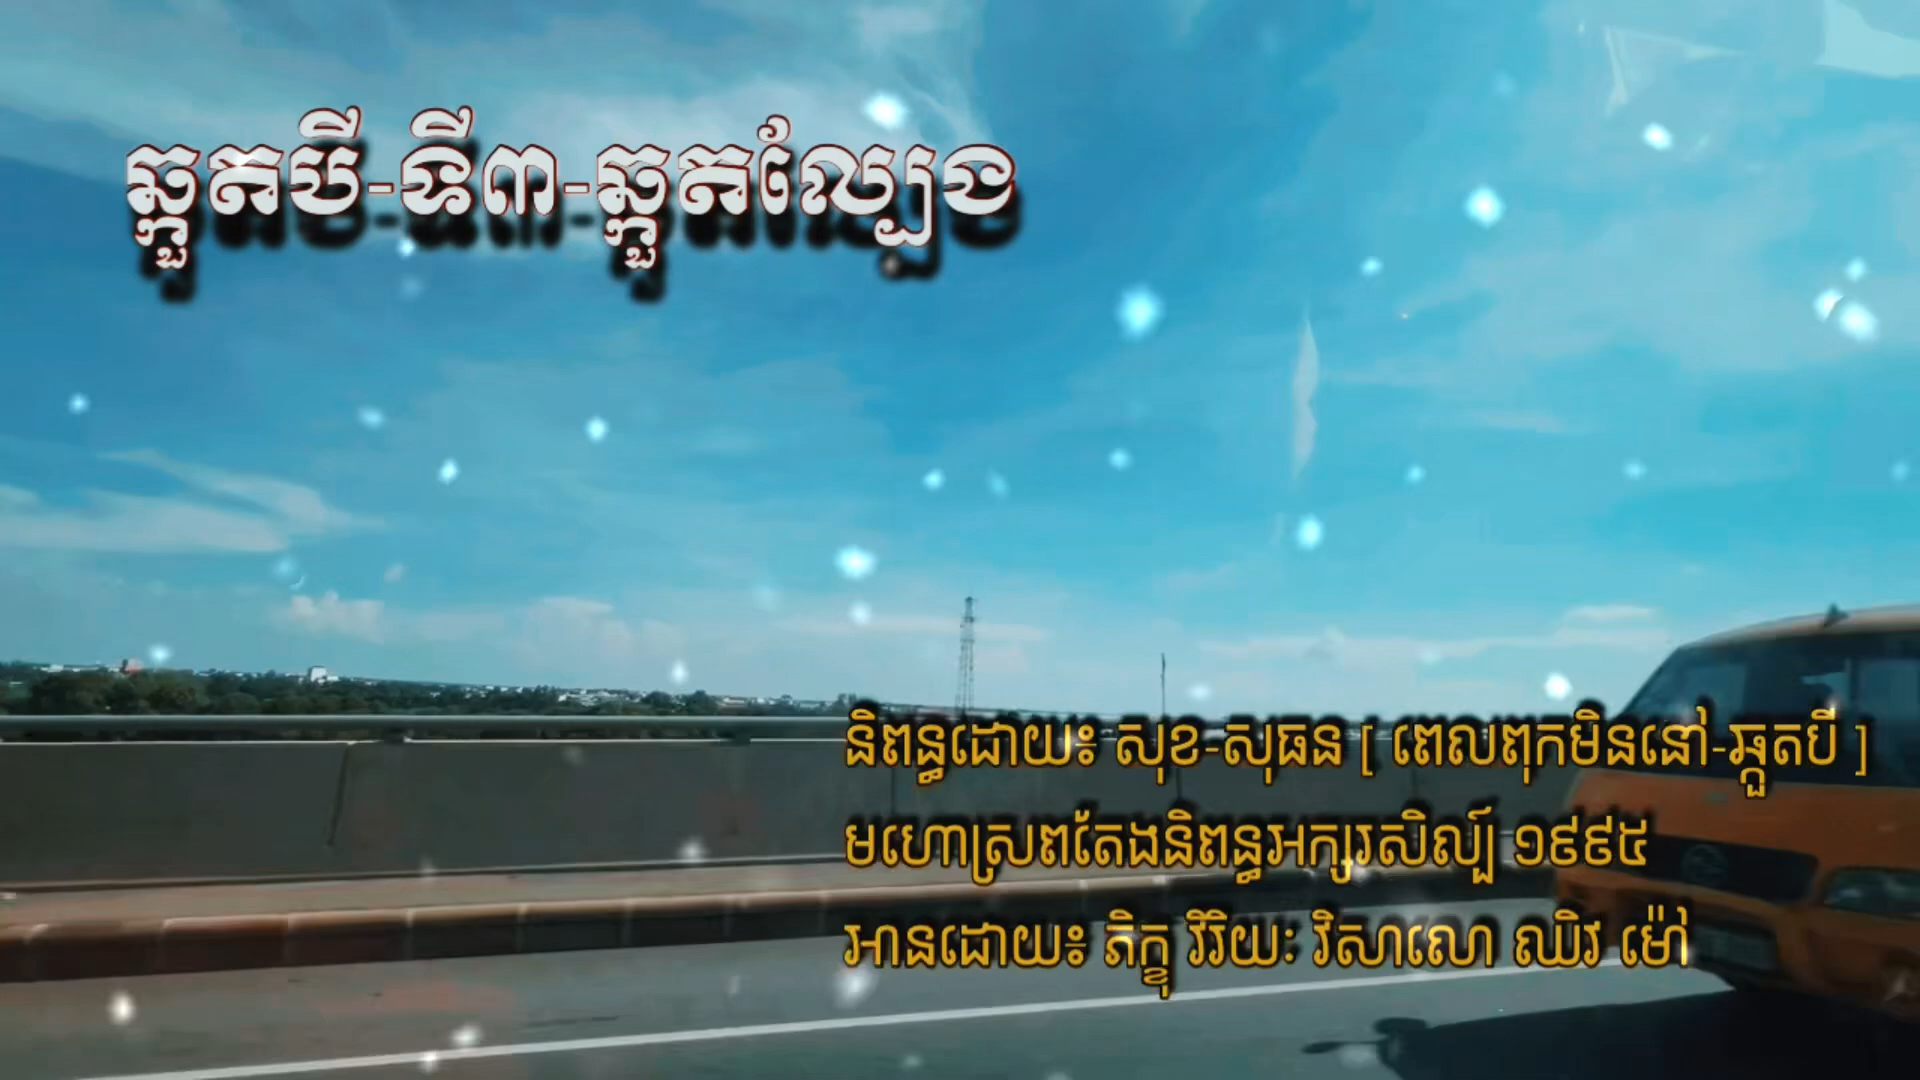 ឆ្កួតបី-ទី៣-ឆ្កួតល្បែង
និពន្ធដោយ៖ សុខ-សុធន [ ពេលពុកមិននៅ-ឆ្កួតបី ]
មហោស្រពតែងនិពន្ធអក្សរសិល្ប៍ ១៩៩៥
អានដោយ៖ ភិក្ខុ វិរិយៈ វិសាលោ ឈិវ ម៉ៅ